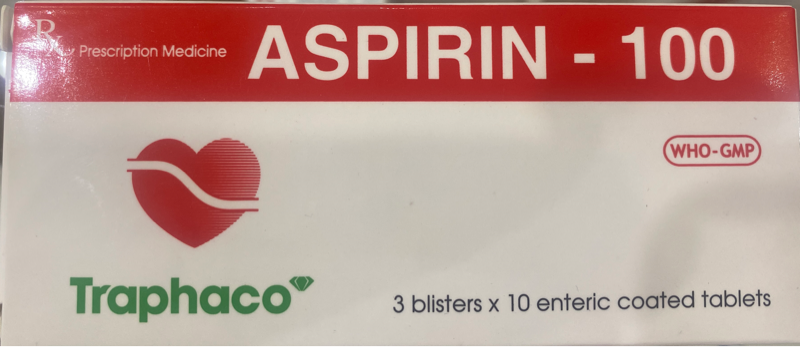 Rx Prescription Medicine
ASPIRIN - 100
WHO-GMP
Traphaco
3 blisters x 10 enteric coated tablets